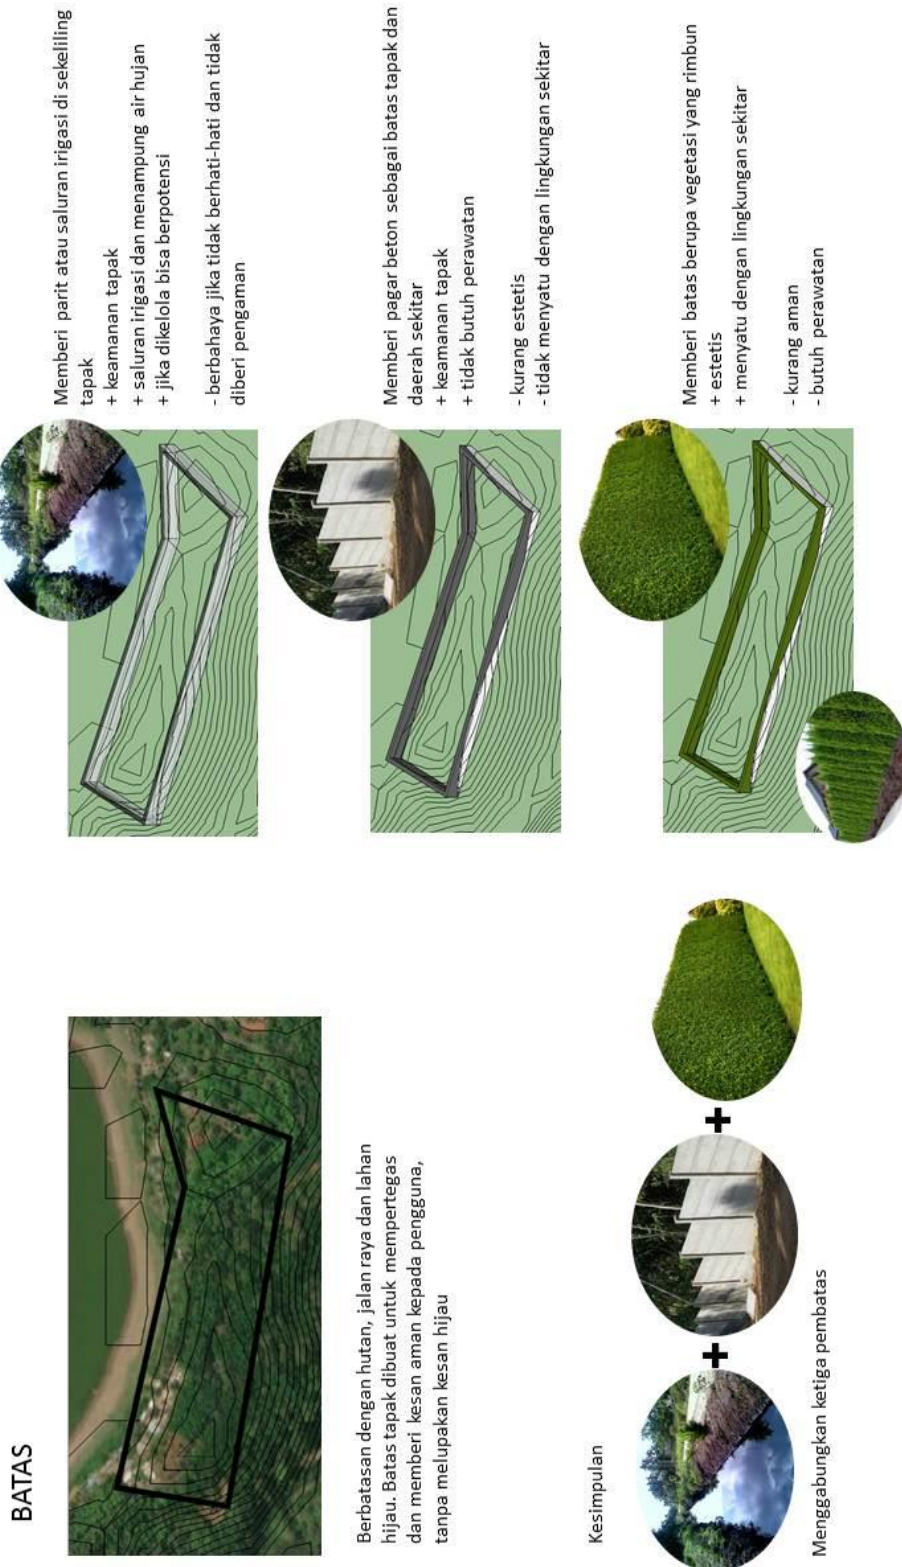 BATAS
Berbatasan dengan hutan, jalan raya dan lahan
hijau. Batas tapak dibuat untuk mempertegas
dan memberi kesan aman kepada pengguna,
tanpa melupakan kesan hijau
Kesimpulan
+
+
Menggabungkan ketiga pembatas
Memberi parit atau saluran irigasi di sekeliling
tapak
+ keamanan tapak
+ saluran irigasi dan menampung air hujan
+ jika dikelola bisa berpotensi
- berbahaya jika tidak berhati-hati dan tidak
diberi pengaman
Memberi pagar beton sebagai batas tapak dan
daerah sekitar
+ keamanan tapak
+ tidak butuh perawatan
- kurang estetis
- tidak menyatu dengan lingkungan sekitar
Memberi batas berupa vegetasi yang rimbun
+ estetis
+ menyatu dengan lingkungan sekitar
- kurang aman
- butuh perawatan